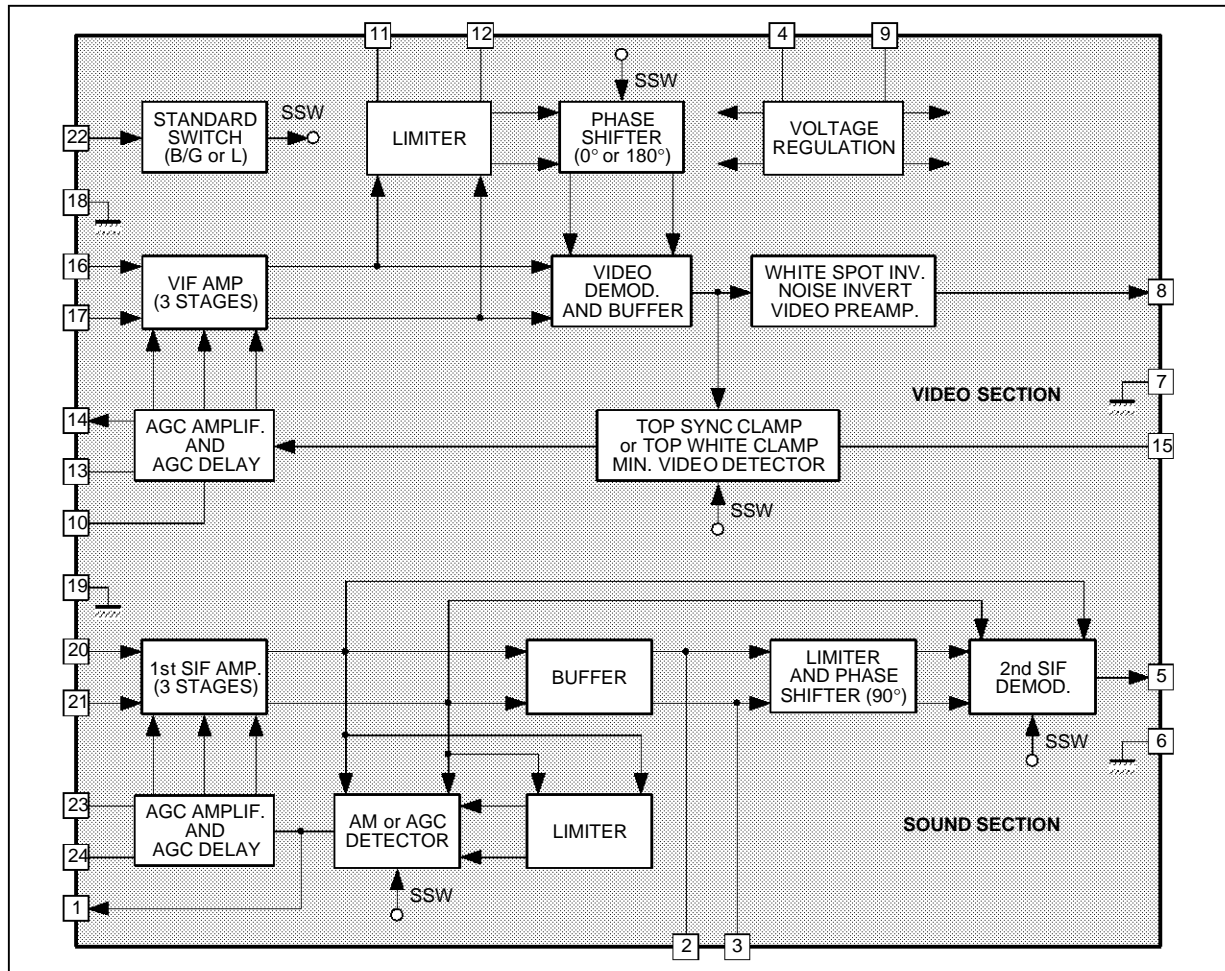 11
12
4
9
SSW
22
STANDARD
SWITCH
(B/G or L)
SSW
LIMITER
PHASE
SHIFTER
(0° or 180°)
VOLTAGE
REGULATION
18
16
17
VIF AMP
(3 STAGES)
VIDEO
DEMOD.
AND BUFFER
WHITE SPOT INV.
NOISE INVERT
VIDEO PREAMP.
8
7
VIDEO SECTION
14
13
10
AGC AMPLIF.
AND
AGC DELAY
TOP SYNC CLAMP
or TOP WHITE CLAMP
MIN. VIDEO DETECTOR
15
SSW
19
20
21
1st SIF AMP.
(3 STAGES)
BUFFER
LIMITER
AND PHASE
SHIFTER (90°)
2nd SIF
DEMOD.
5
SSW
6
23
24
AGC AMPLIF.
AND
AGC DELAY
AM or AGC
DETECTOR
LIMITER
SOUND SECTION
SSW
1
2
3